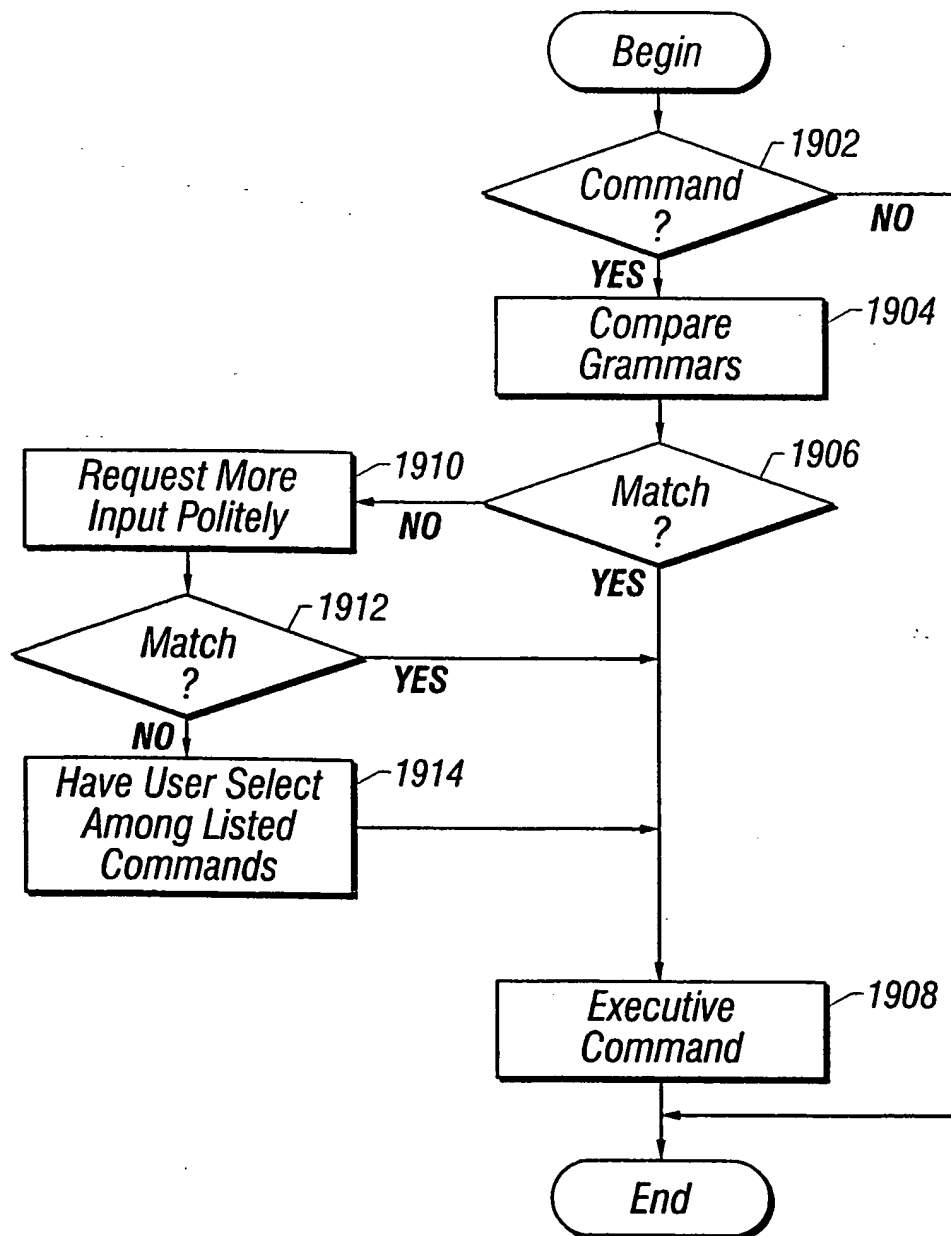 Begin
1902
Command
?
NO
YES
1904
Compare
Grammars
1906
Match
?
NO
YES
1910
Request More
Input Politely
1912
Match
?
YES
NO
1914
Have User Select
Among Listed
Commands
1908
Executive
Command
End